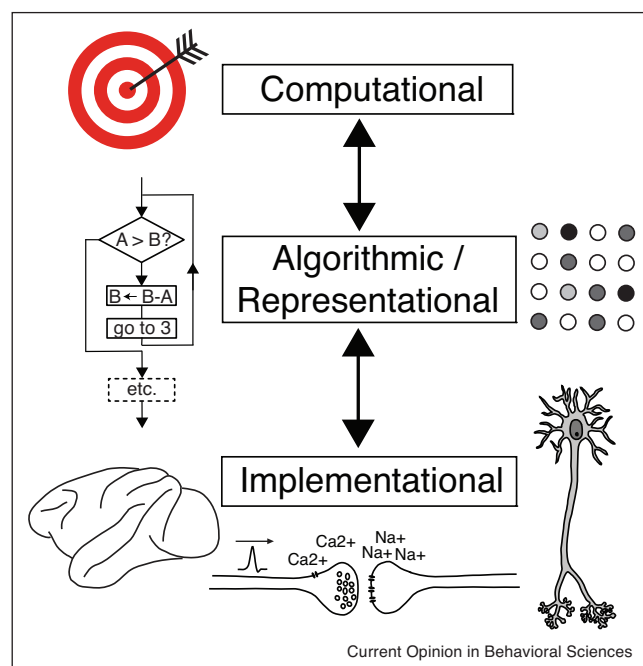 Computational
A > B?
B ← B-A
go to 3
etc.
Algorithmic /
Representational
Implementational
Ca2+
Ca2+
Na+
Na+ Na+
Current Opinion in Behavioral Sciences